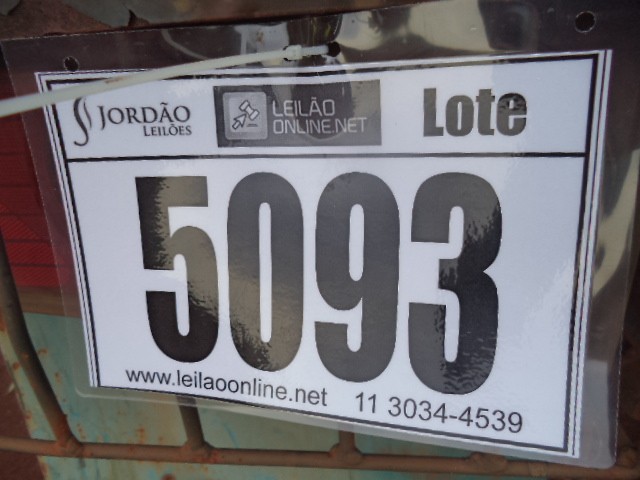 JORDÃO
LEILÕES
LEILÃO
ONLINE.NET
Lote
5093
www.leilaoonline.net 11 3034-4539